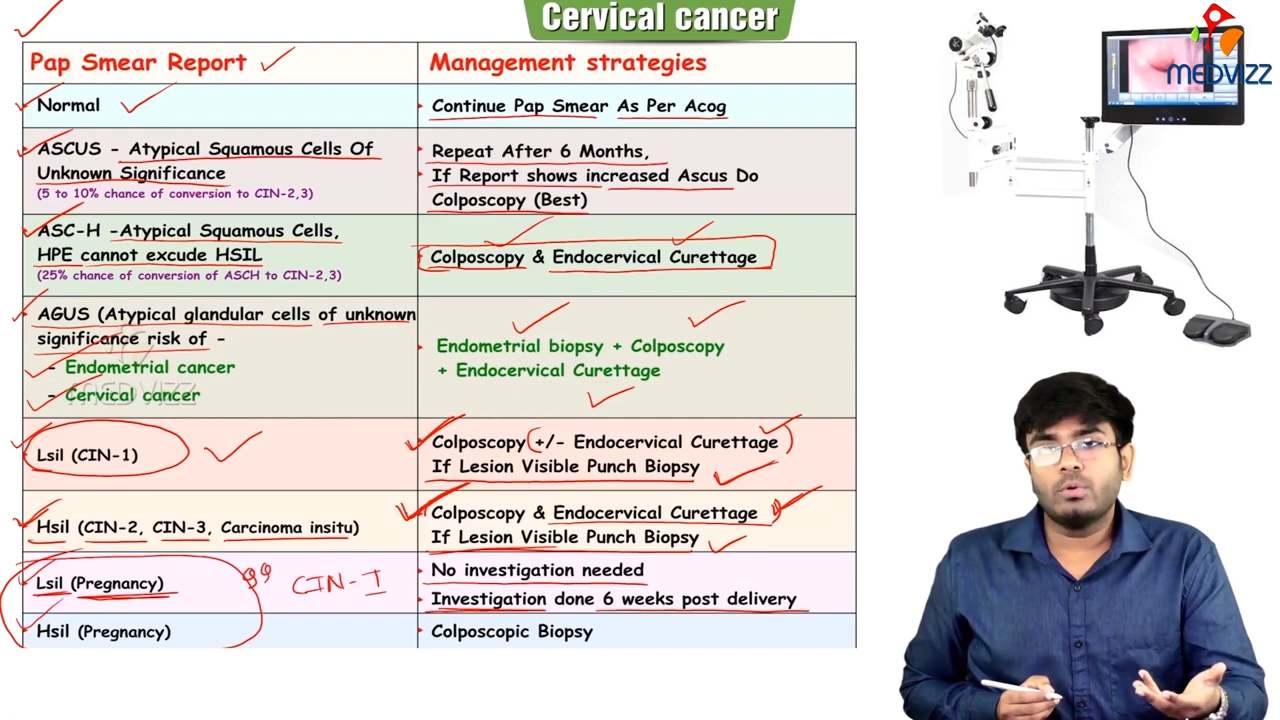 Cervical cancer
MEDVIZZ
Pap Smear Report
Management strategies
Normal
Continue Pap Smear As Per Acog
ASCUS - Atypical Squamous Cells Of
Unknown Significance
(5 to 10% chance of conversion to CIN-2,3)
Repeat After 6 Months,
If Report shows increased Ascus Do
Colposcopy (Best)
ASC-H -Atypical Squamous Cells,
HPE cannot excude HSIL
(25% chance of conversion of ASCH to CIN-2,3)
Colposcopy & Endocervical Curettage
AGUS (Atypical glandular cells of unknown
significance risk of -
- Endometrial cancer
- Cervical cancer
MEDVIZZ
Endometrial biopsy + Colposcopy
+ Endocervical Curettage
Lsil (CIN-1)
Colposcopy (+/- Endocervical Curettage)
If Lesion Visible Punch Biopsy
Hsil (CIN-2, CIN-3, Carcinoma insitu)
Colposcopy & Endocervical Curettage
If Lesion Visible Punch Biopsy
Lsil (Pregnancy)
CIN-I
No investigation needed
Investigation done 6 weeks post delivery
Hsil (Pregnancy)
Colposcopic Biopsy